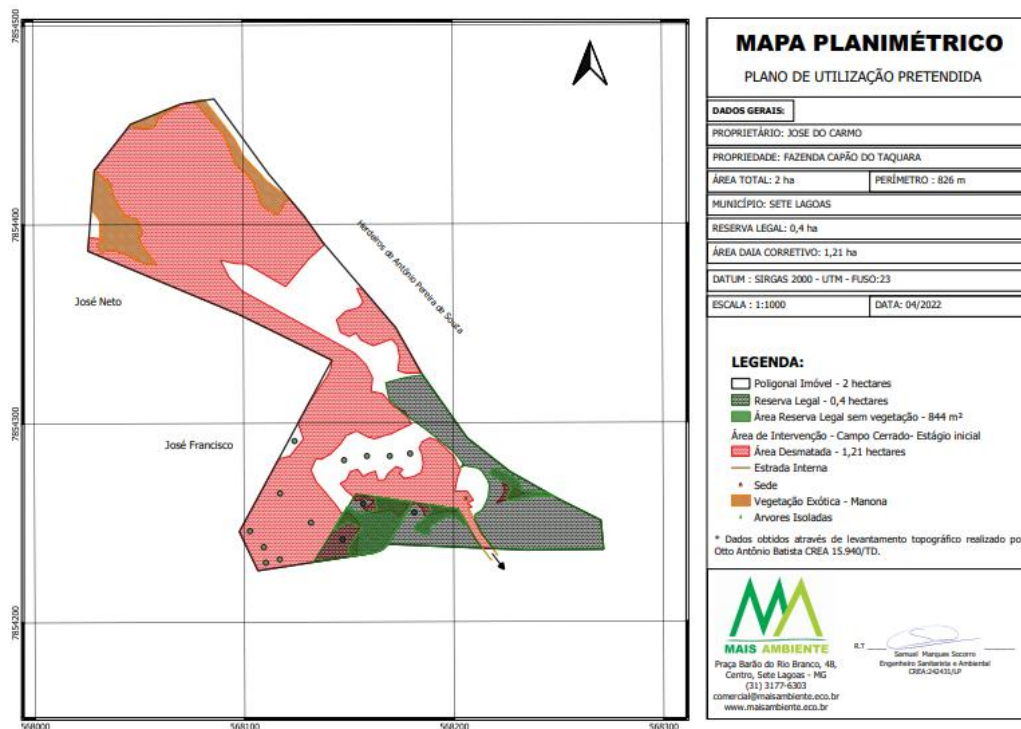 MAPA PLANIMÉTRICO
PLANO DE UTILIZAÇÃO PRETENDIDA
DADOS GERAIS:
PROPRIETÁRIO: JOSE DO CARMO
PROPRIEDADE: FAZENDA CAPÃO DO TAQUARA
ÁREA TOTAL: 2 ha
PERÍMETRO : 826 m
MUNICÍPIO: SETE LAGOAS
RESERVA LEGAL: 0,4 ha
ÁREA DAIA CORRETIVO: 1,21 ha
DATUM : SIRGAS 2000 - UTM - FUSO:23
ESCALA : 1:1000
DATA: 04/2022
LEGENDA:
Poligonal Imóvel - 2 hectares
Reserva Legal - 0,4 hectares
Área Reserva Legal sem vegetação - 844 m²
Área de Intervenção - Campo Cerrado- Estágio inicial
Área Desmatada - 1,21 hectares
Estrada Interna
Sede
Vegetação Exótica - Manona
Arvores Isoladas
* Dados obtidos através de levantamento topográfico realizado po
Otto Antônio Batista CREA 15.940/TD.
MAIS AMBIENTE
Praça Barão do Rio Branco, 48,
Centro, Sete Lagoas - MG
(31) 3177-6303
comercial@maisambiente.eco.br
www.maisambiente.eco.br
R.T
Samuel Marques Socorro
Engenheiro Sanitarista e Ambiental
CREA:242431/LP
7854500
7854400
7854300
7854200
568000
568100
568200
568300
Herdeiros de Antônio Pereira de Souza
José Neto
José Francisco